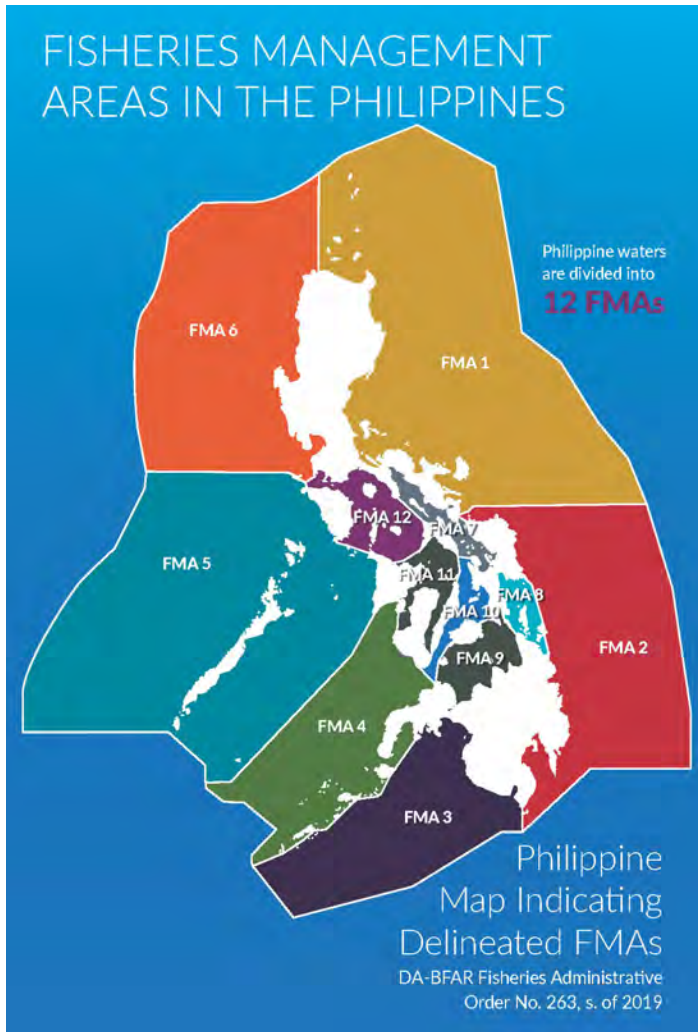 FISHERIES MANAGEMENT
AREAS IN THE PHILIPPINES
Philippine waters
are divided into
12 FMAs
FMA 6
FMA 1
FMA 12
FMA 7
FMA 5
FMA 11
FMA 8
FMA 10
FMA 2
FMA 9
FMA 4
FMA 3
Philippine
Map Indicating
Delineated FMAs
DA-BFAR Fisheries Administrative
Order No. 263, s. of 2019